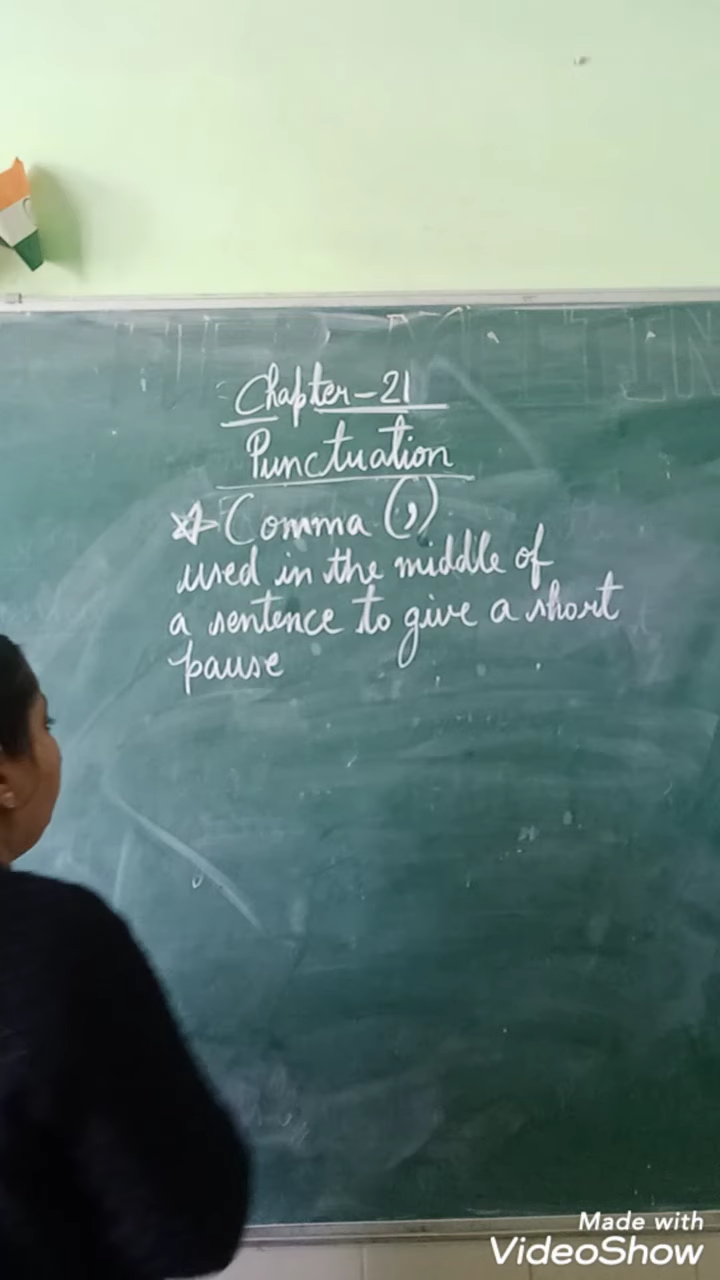 Chapter-21
Punctuation
Comma (,)
used in the middle of
a sentence to give a short
pause
Made with
VideoShow